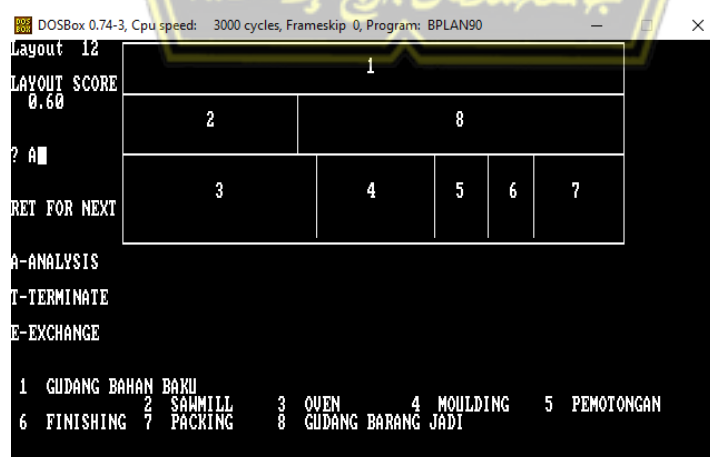 DOSBox 0.74-3, Cpu speed: 3000 cycles, Frameskip 0, Program: BPLAN90
Layout 12
LAYOUT SCORE
0.60
? A
RET FOR NEXT
A-ANALYSIS
T-TERMINATE
E-EXCHANGE
1
2 8
3 4 5 6 7
1 GUDANG BAHAN BAKU
2 SAWMILL 3 OVEN 4 MOULDING 5 PEMOTONGAN
6 FINISHING 7 PACKING 8 GUDANG BARANG JADI